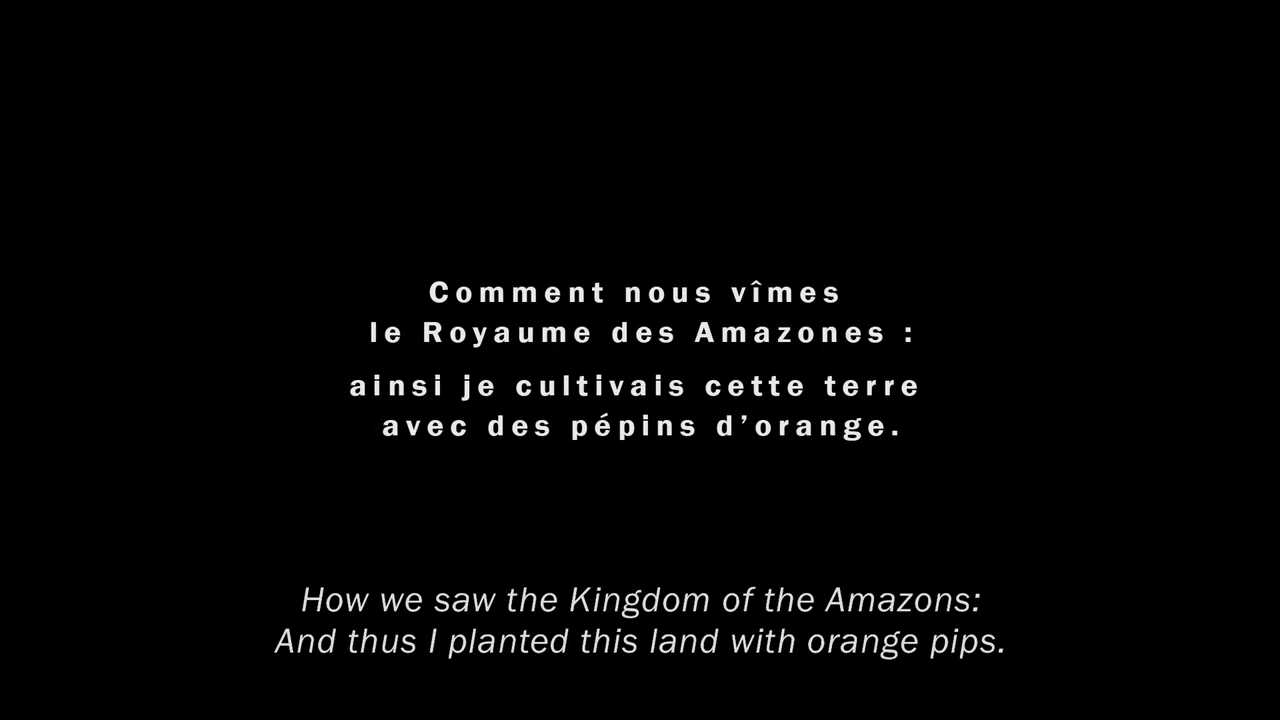 Comment nous vîmes
le Royaume des Amazones :
ainsi je cultivais cette terre
avec des pépins d’orange.
How we saw the Kingdom of the Amazons:
And thus I planted this land with orange pips.